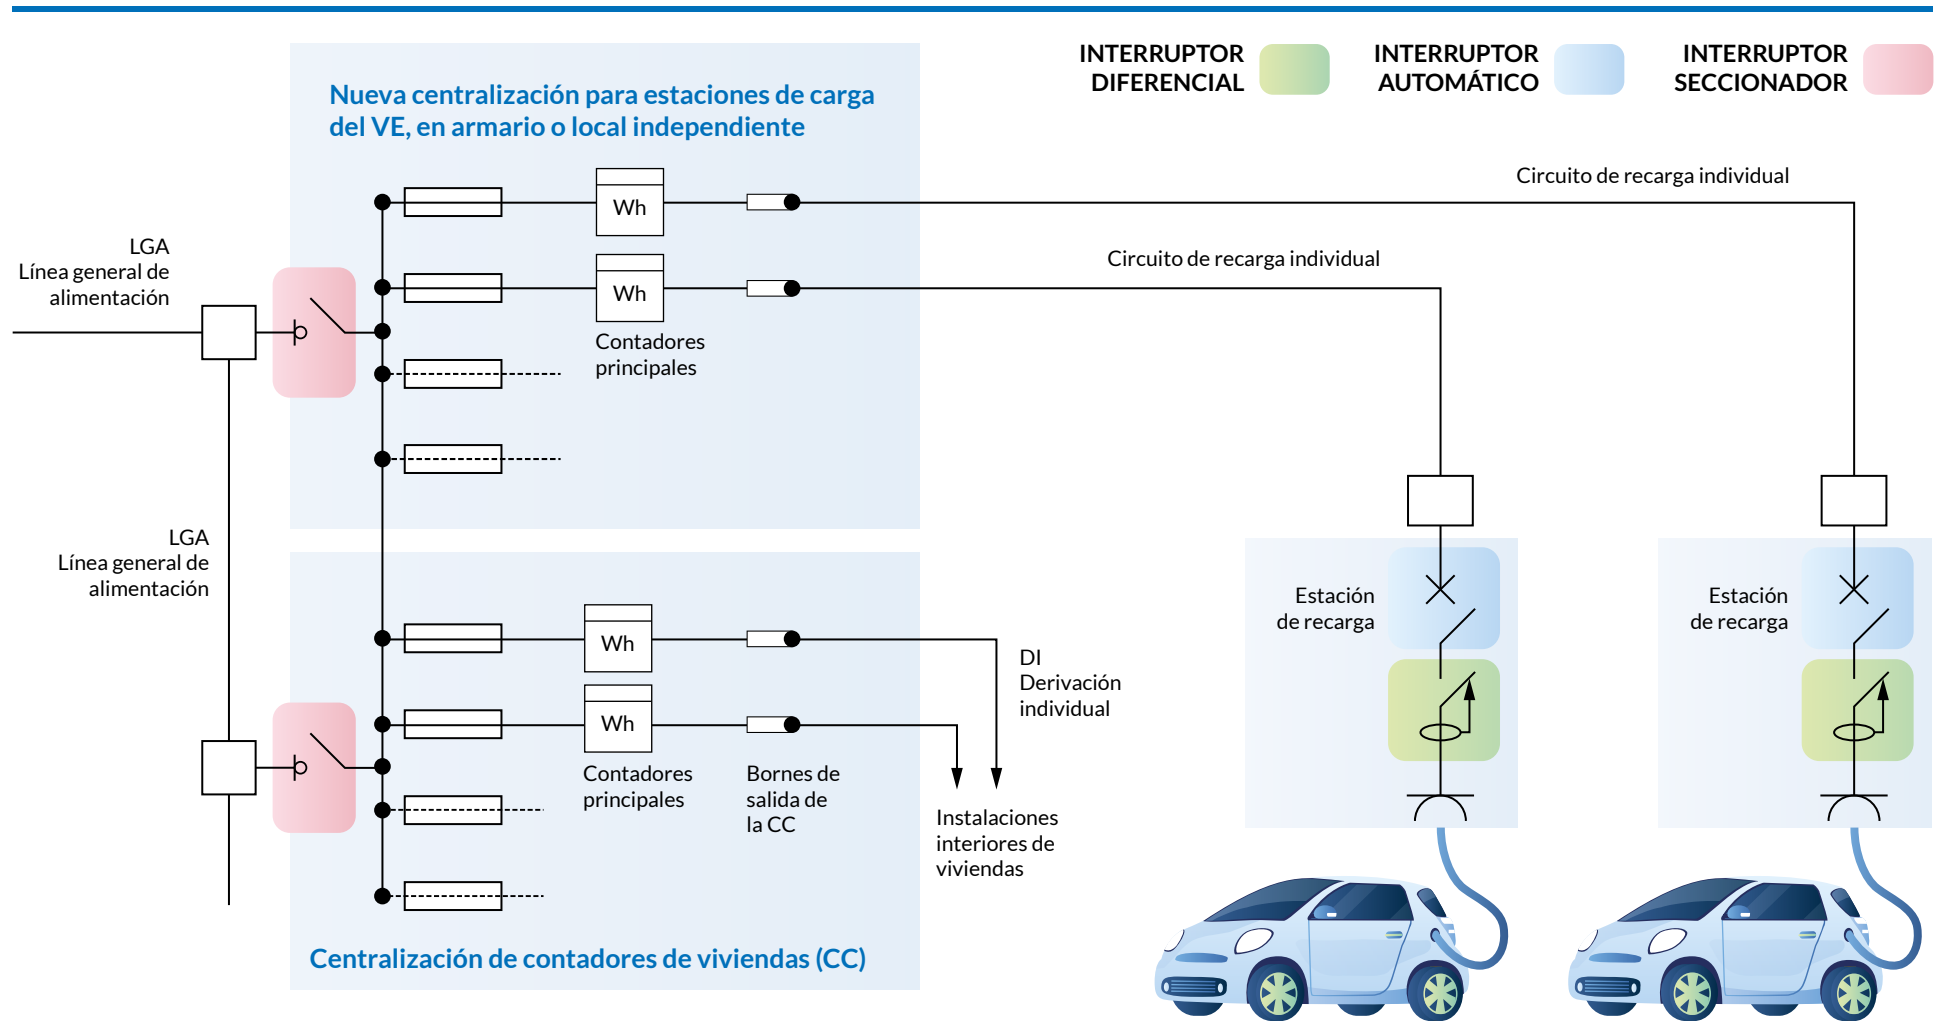 INTERRUPTOR
DIFERENCIAL
INTERRUPTOR
AUTOMÁTICO
INTERRUPTOR
SECCIONADOR
Nueva centralización para estaciones de carga
del VE, en armario o local independiente
Circuito de recarga individual
Wh
LGA
Línea general de
alimentación
Circuito de recarga individual
Wh
Contadores
principales
LGA
Línea general de
alimentación
Estación
de recarga
Estación
de recarga
Wh
DI
Derivación
individual
Wh
Contadores
principales
Bornes de
salida de
la CC
Instalaciones
interiores de
viviendas
Centralización de contadores de viviendas (CC)